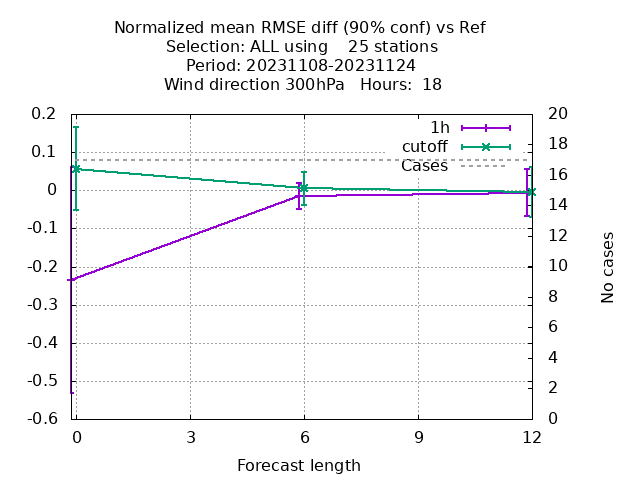 Normalized mean RMSE diff (90% conf) vs Ref
Selection: ALL using    25 stations
Period: 20231108-20231124
Wind direction 300hPa   Hours:  18
0.2
0.1
0
-0.1
-0.2
-0.3
-0.4
-0.5
-0.6
1h
cutoff
Cases
20
18
16
14
12
10
8
6
4
2
0
No cases
0
3
6
9
12
Forecast length